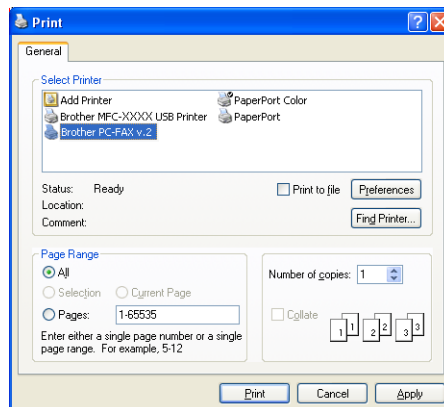 Print
General
Select Printer
Add Printer
PaperPort Color
Brother MFC-XXXX USB Printer
PaperPort
Brother PC-FAX v.2
Status: Ready
Print to file
Preferences
Location:
Comment:
Find Printer...
Page Range
All
Selection
Current Page
Pages: 1-65535
Enter either a single page number or a single
page range. For example, 5-12
Number of copies: 1
Collate
1 1 2 2 3 3
Print
Cancel
Apply